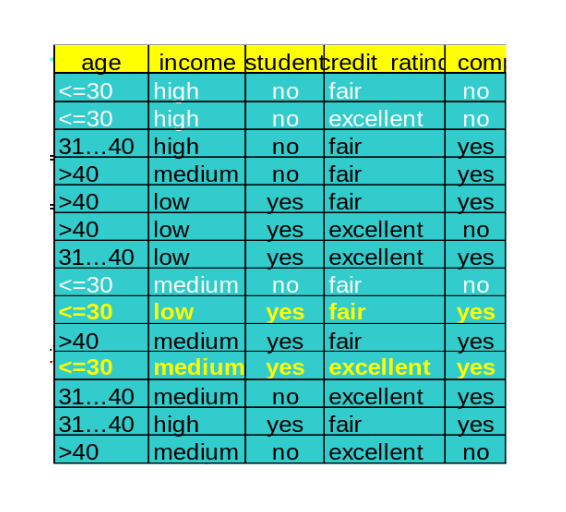 age income student credit rating com
<=30 high no fair no
<=30 high no excellent no
31…40 high no fair yes
>40 medium no fair yes
>40 low yes fair yes
>40 low yes excellent no
31…40 low yes excellent yes
<=30 medium no fair no
<=30 low yes fair yes
>40 medium yes fair yes
<=30 medium yes excellent yes
31…40 medium no excellent yes
31…40 high yes fair yes
>40 medium no excellent no